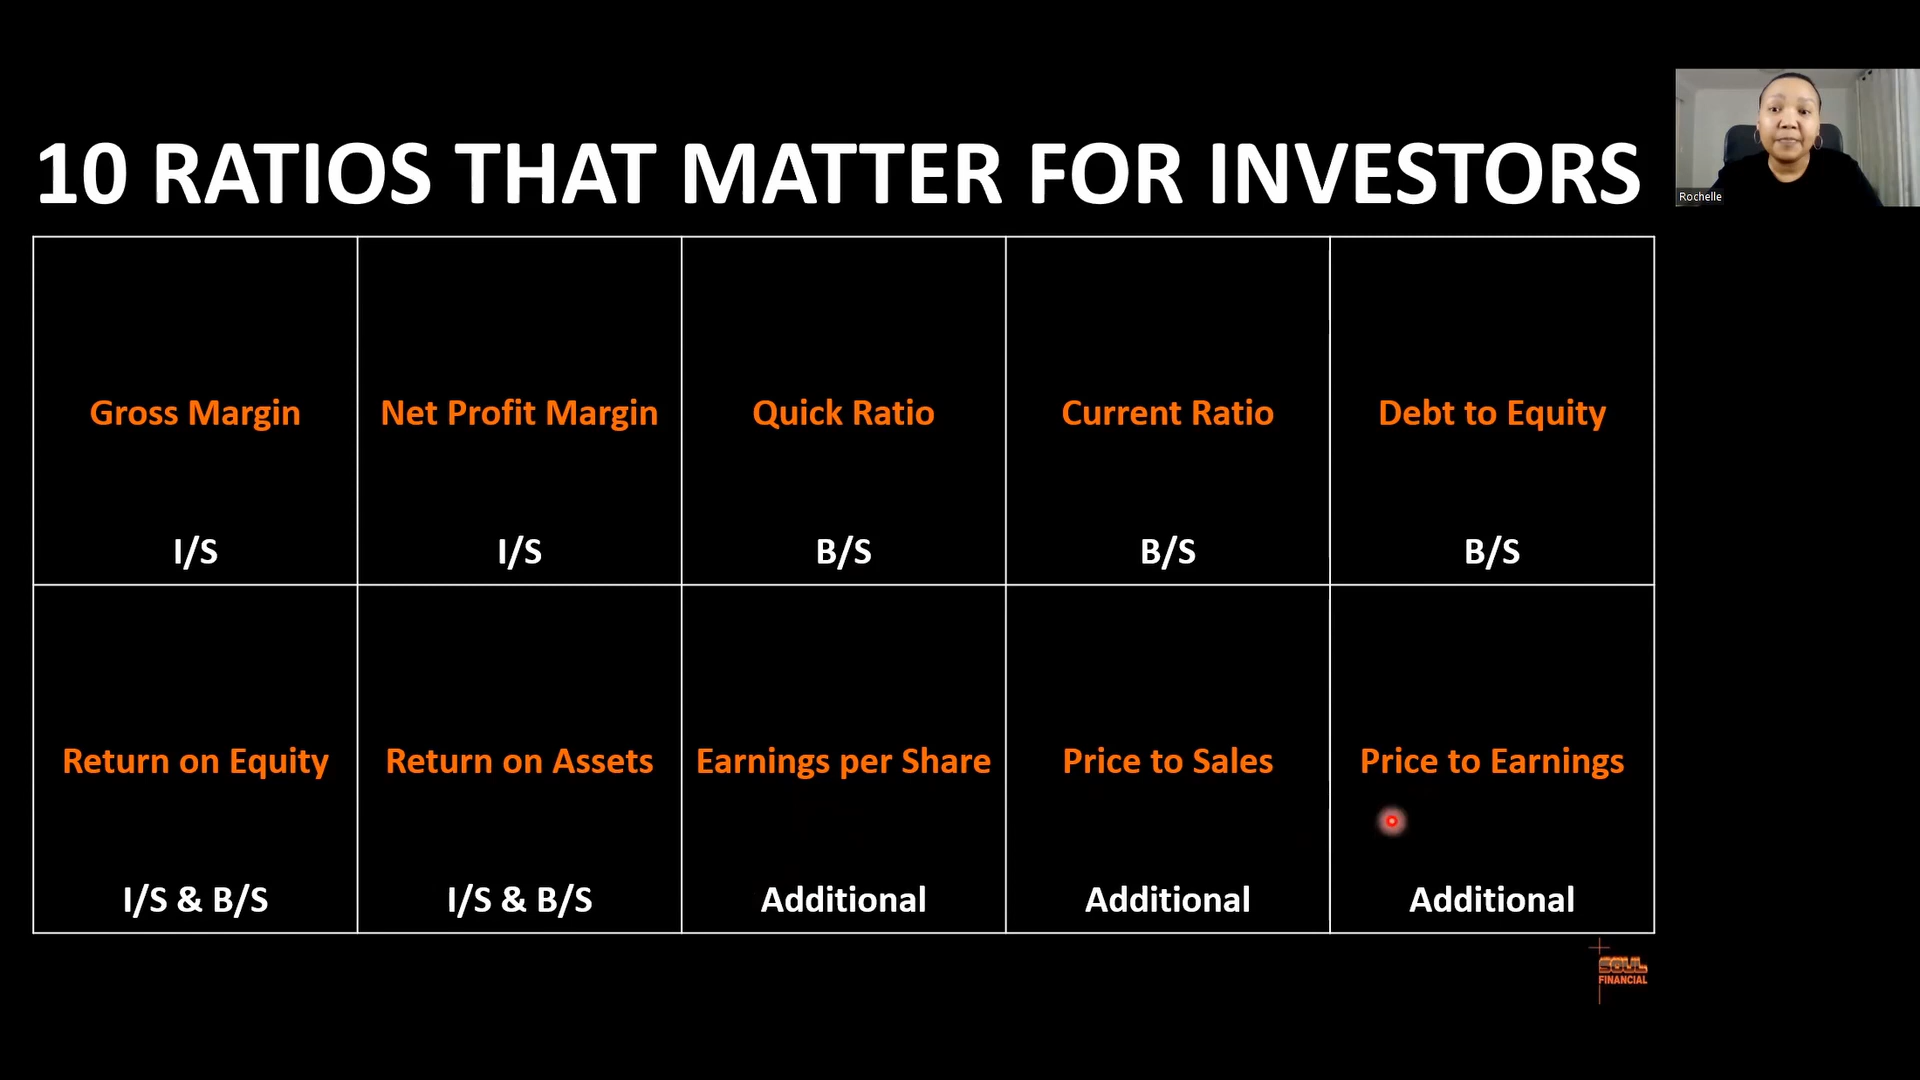 10 RATIOS THAT MATTER FOR INVESTORS
Rochelle
Gross Margin
I/S
Net Profit Margin
I/S
Quick Ratio
B/S
Current Ratio
B/S
Debt to Equity
B/S
Return on Equity
I/S & B/S
Return on Assets
I/S & B/S
Earnings per Share
Additional
Price to Sales
Additional
Price to Earnings
Additional
SOUL
FINANCIAL